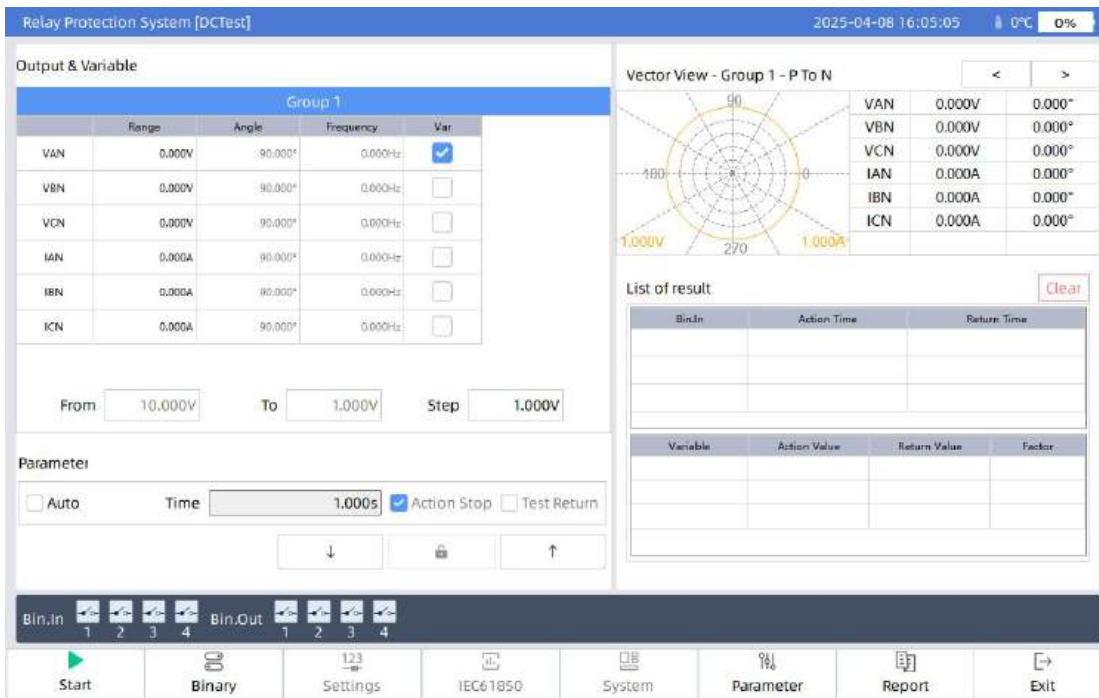 Relay Protection System [DCTest] 2025-04-08 16:05:05 0°C 0%
Output & Variable
Group 1
Range Angle Frequency Var
VAN 0.000V 90.000° 0.000Hz
VBN 0.000V 90.000° 0.000Hz
VCN 0.000V 90.000° 0.000Hz
IAN 0.000A 90.000° 0.000Hz
IBN 0.000A 90.000° 0.000Hz
ICN 0.000A 90.000° 0.000Hz
From 10.000V To 1.000V Step 1.000V
Parameter
Auto Time 1.000s Action Stop Test Return
↓ ↑
Vector View - Group 1 - P To N < >
90
180 0
270
1.000V 1.000A
VAN 0.000V 0.000°
VBN 0.000V 0.000°
VCN 0.000V 0.000°
IAN 0.000A 0.000°
IBN 0.000A 0.000°
ICN 0.000A 0.000°
List of result Clear
Bin.In Action Time Return Time
Variable Action Value Return Value Factor
Bin.In 1 2 3 4 Bin.Out 1 2 3 4
123
Start Binary Settings IEC61850 System Parameter Report Exit